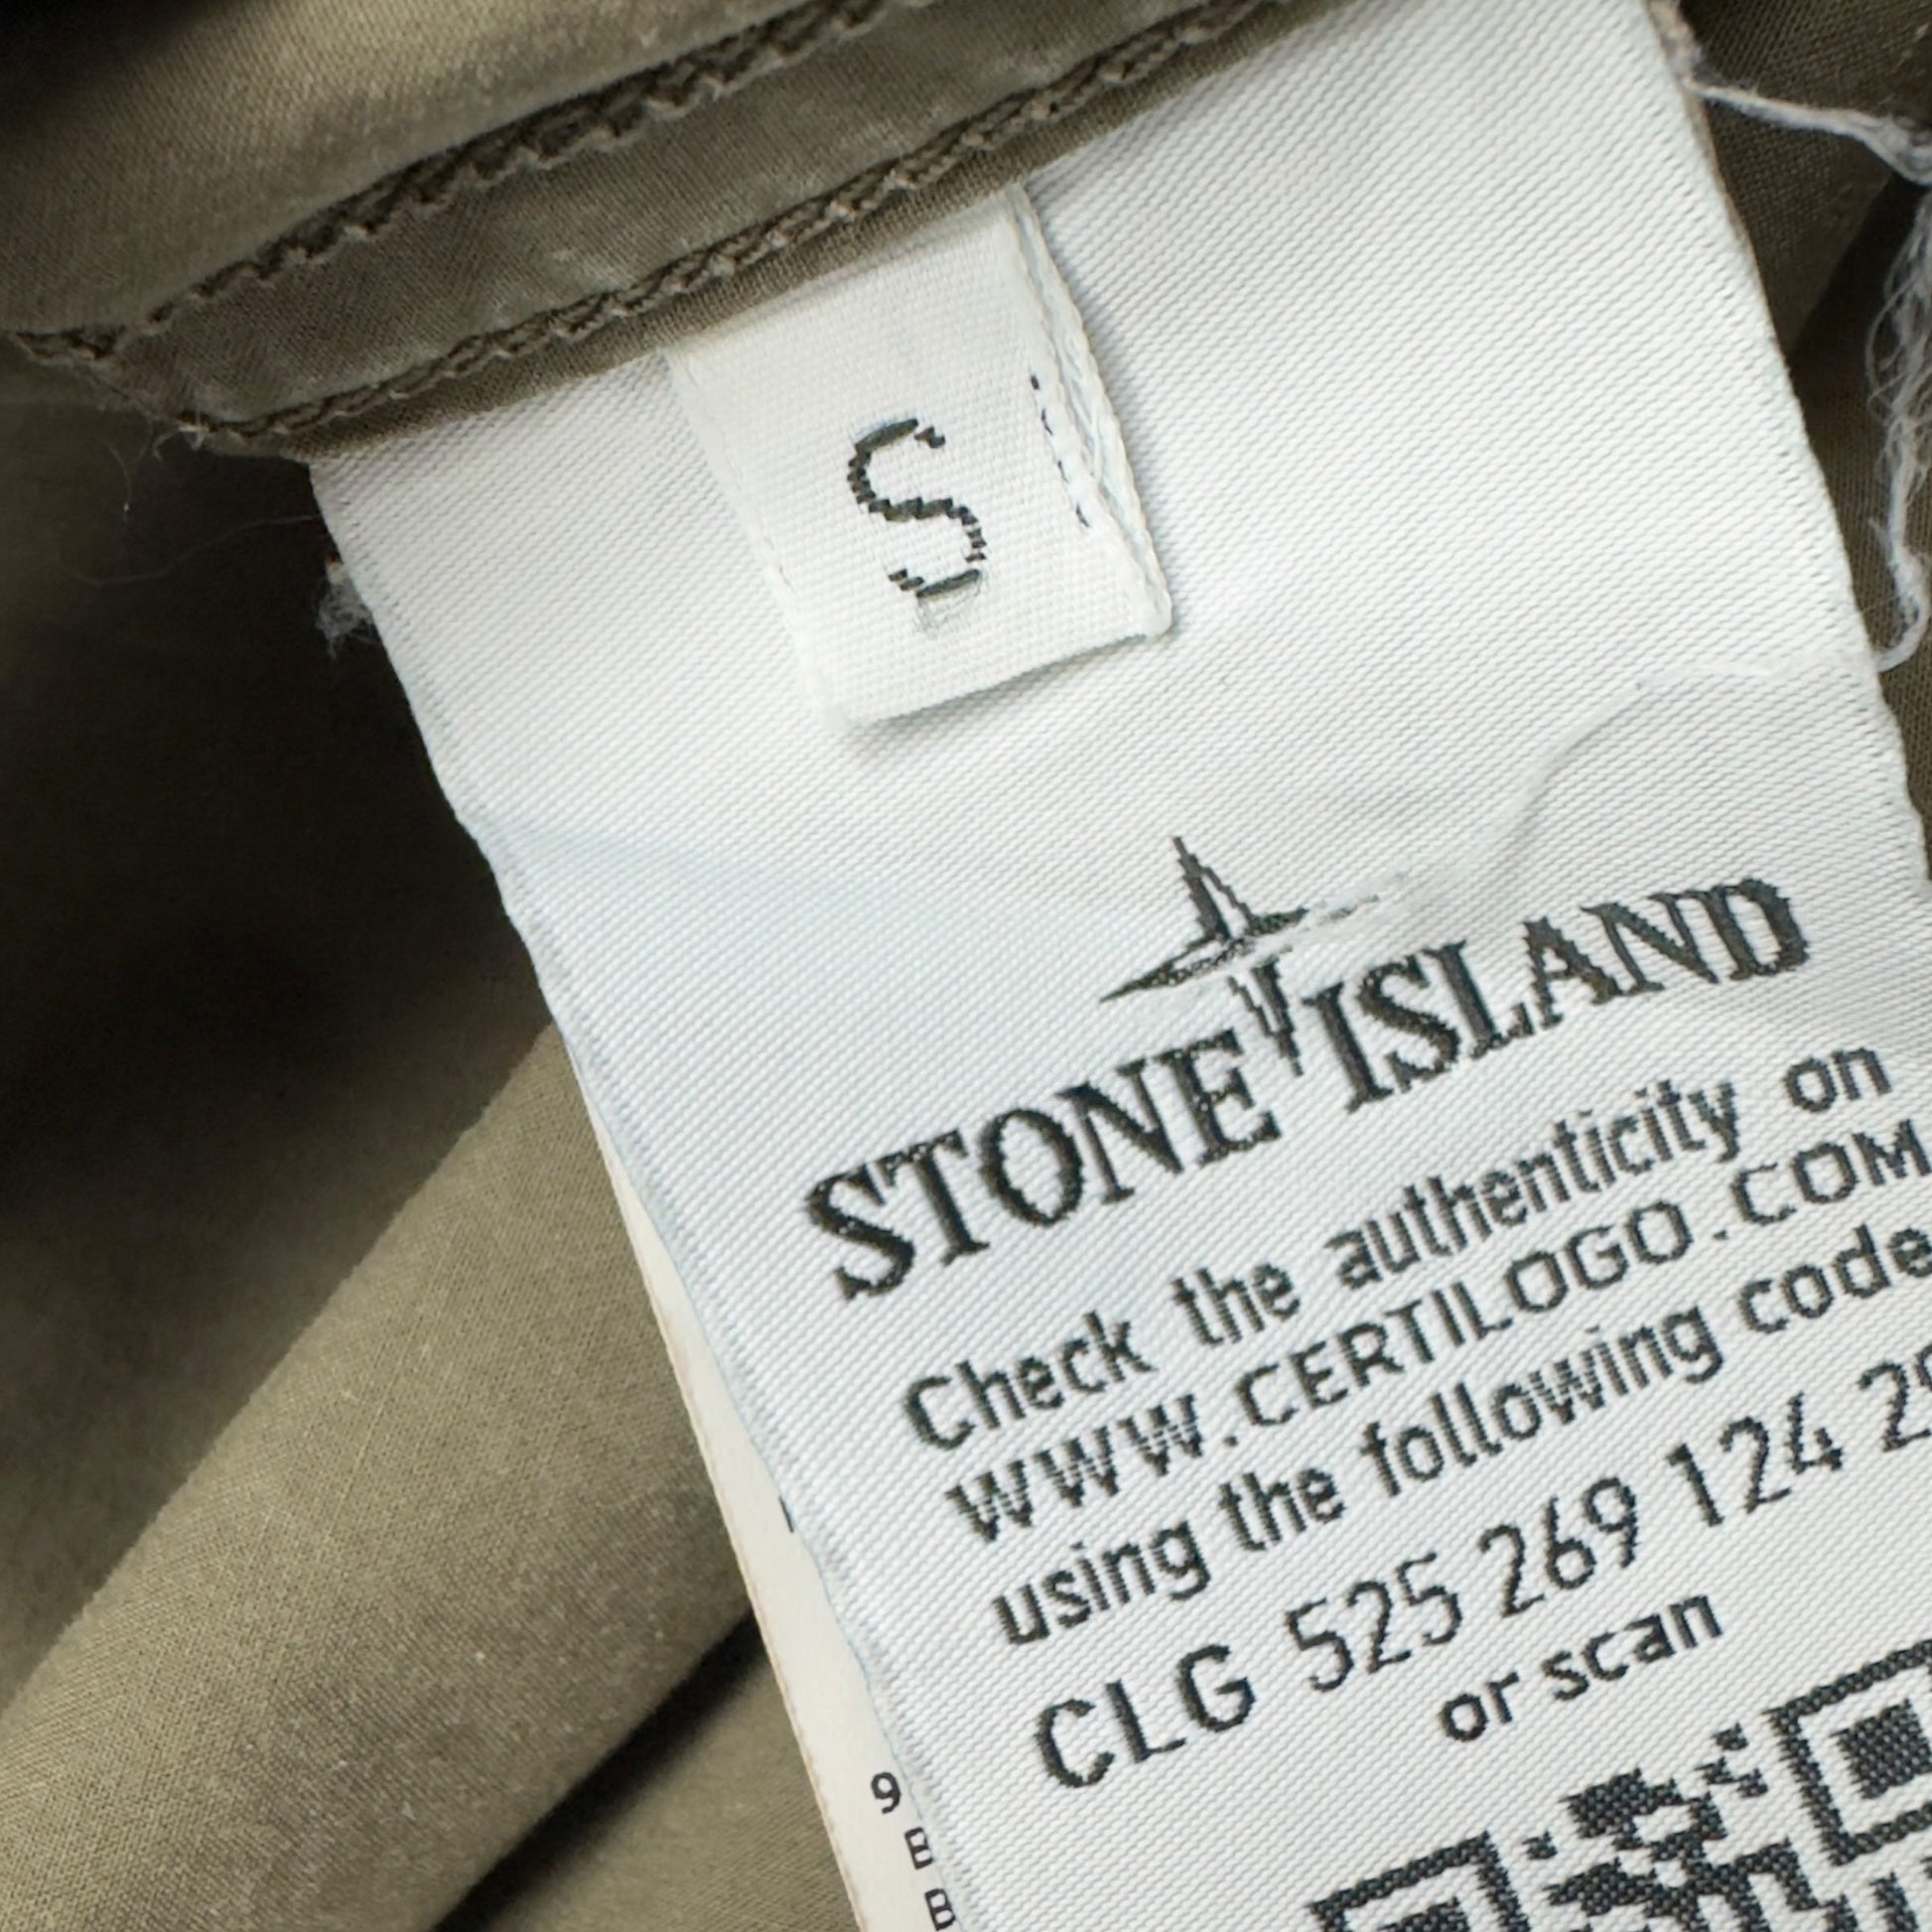 S
STONE ISLAND
Check the authenticity on
WWW.CERTILOGO.COM
using the following code
CLG 525 269 124
or scan
9
E
B